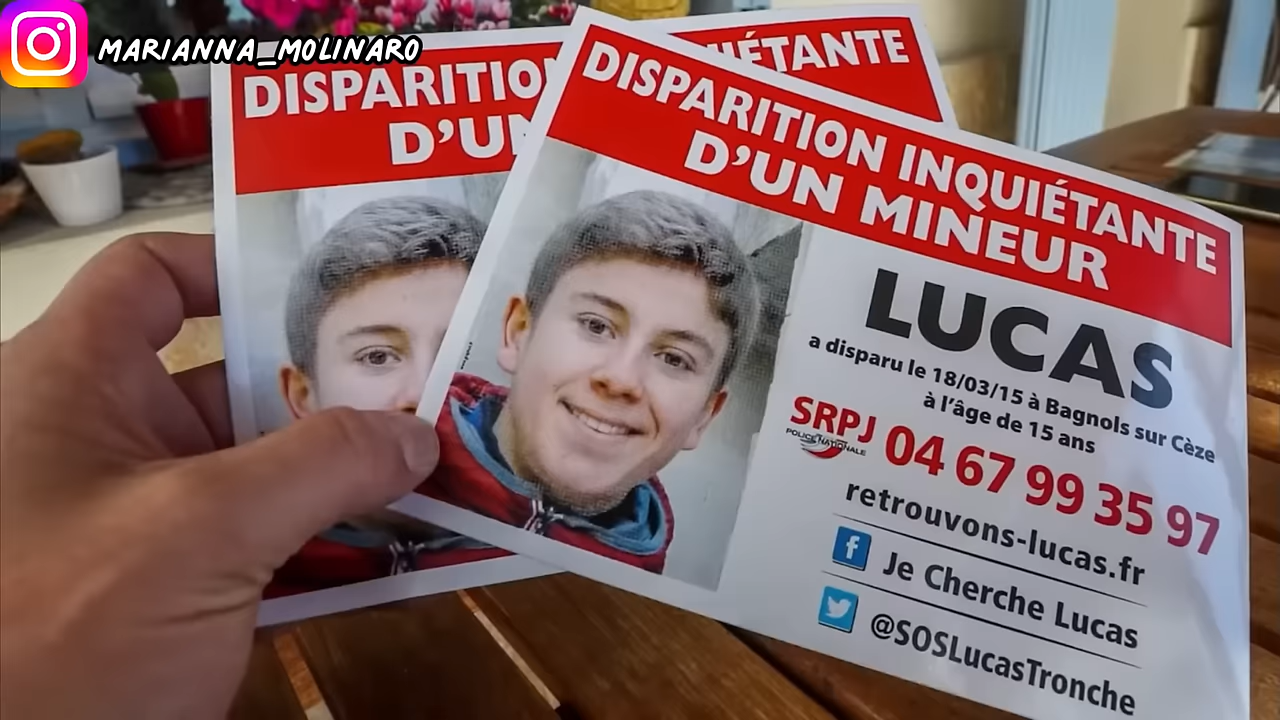 MARIANNA_MOLINARO
DISPARITION
D'UN
IÉTANTE
DISPARITION INQUIÉTANTE
D'UN MINEUR
LUCAS
a disparu le 18/03/15 à Bagnols sur Cèze
à l'âge de 15 ans
SRPJ 04 67 99 35 97
POLICE NATIONALE
retrouvons-lucas.fr
Je Cherche Lucas
@SOSLucasTronche